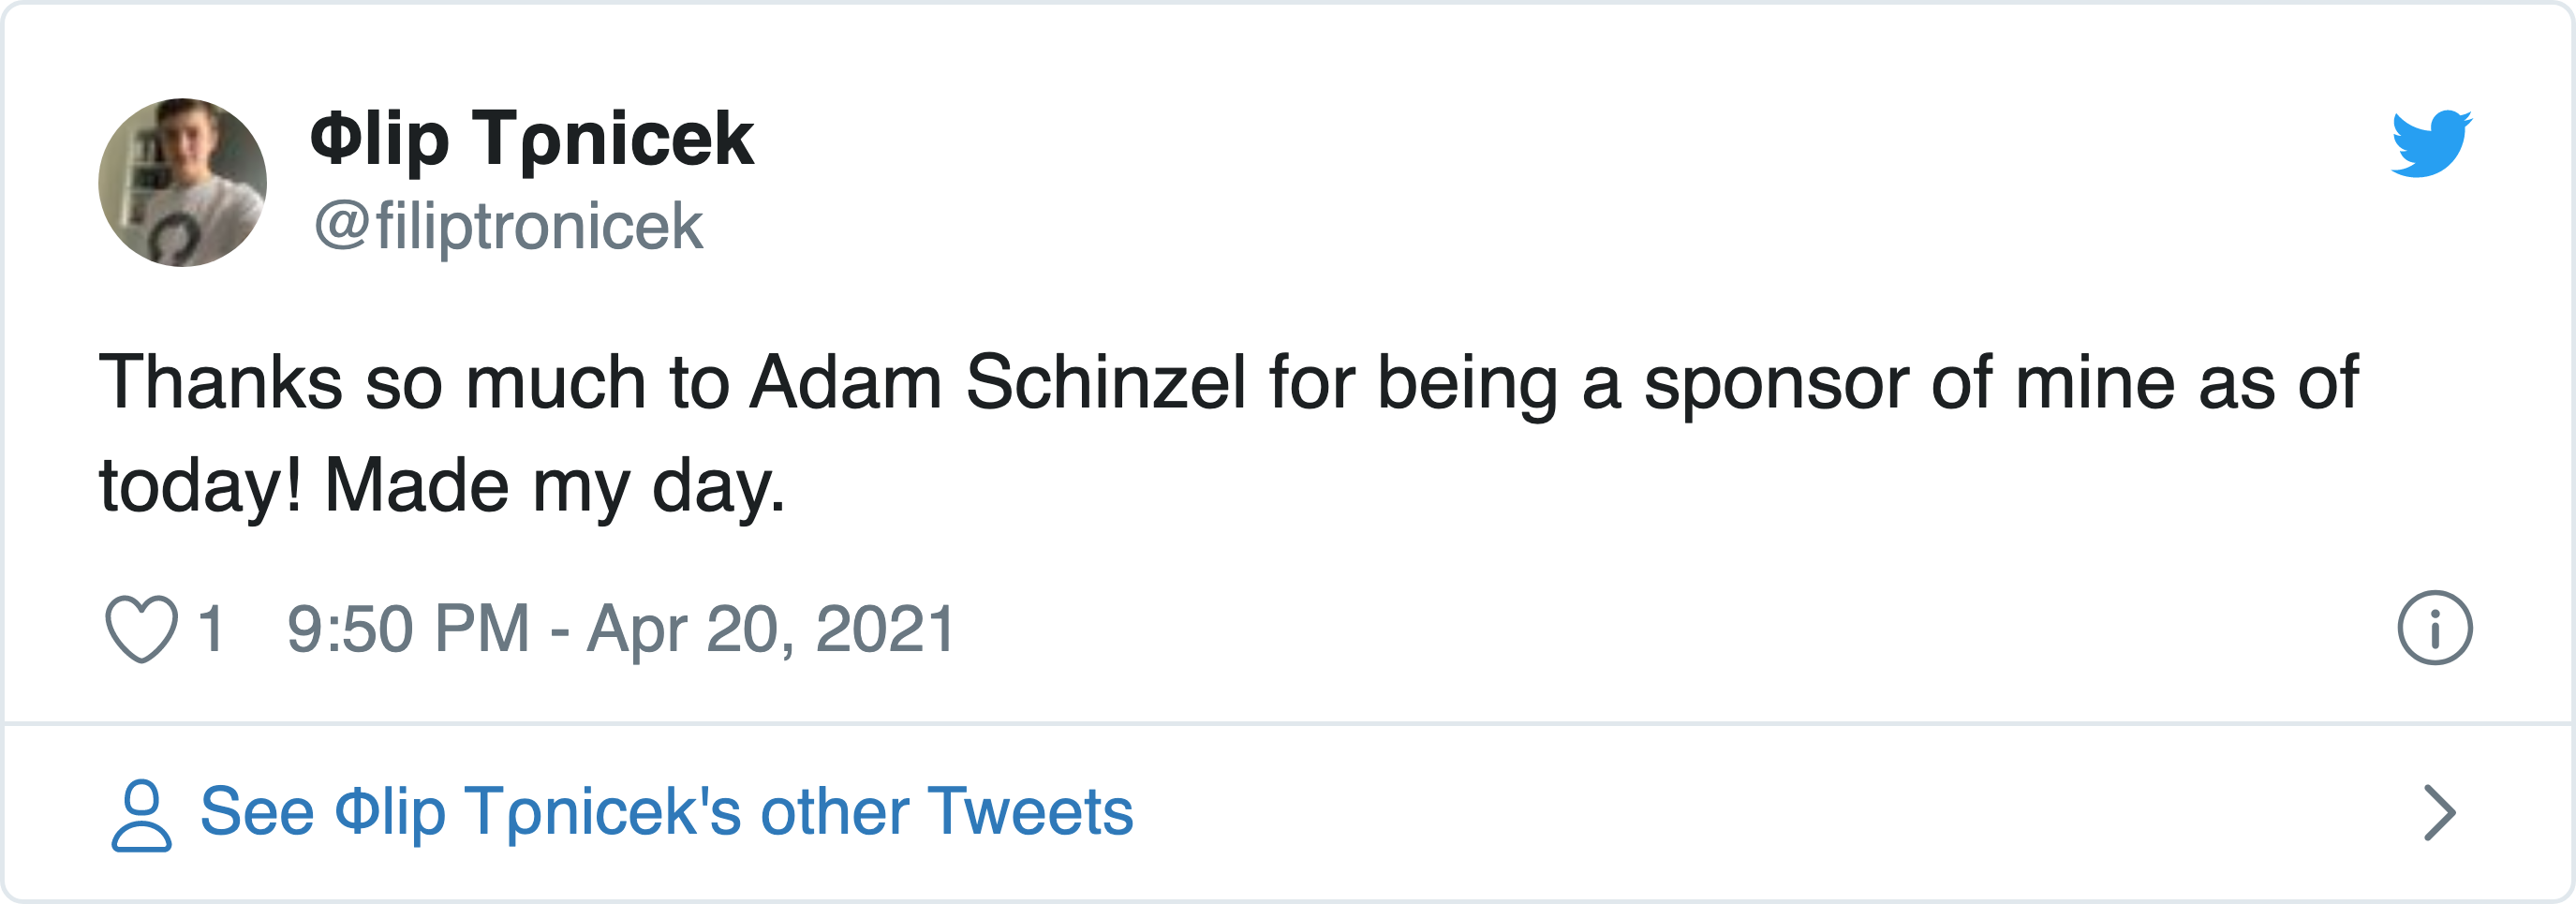 Φlip Tρnicek
@filiptronicek
Thanks so much to Adam Schinzel for being a sponsor of mine as of
today! Made my day.
1 9:50 PM - Apr 20, 2021
See Φlip Tρnicek's other Tweets